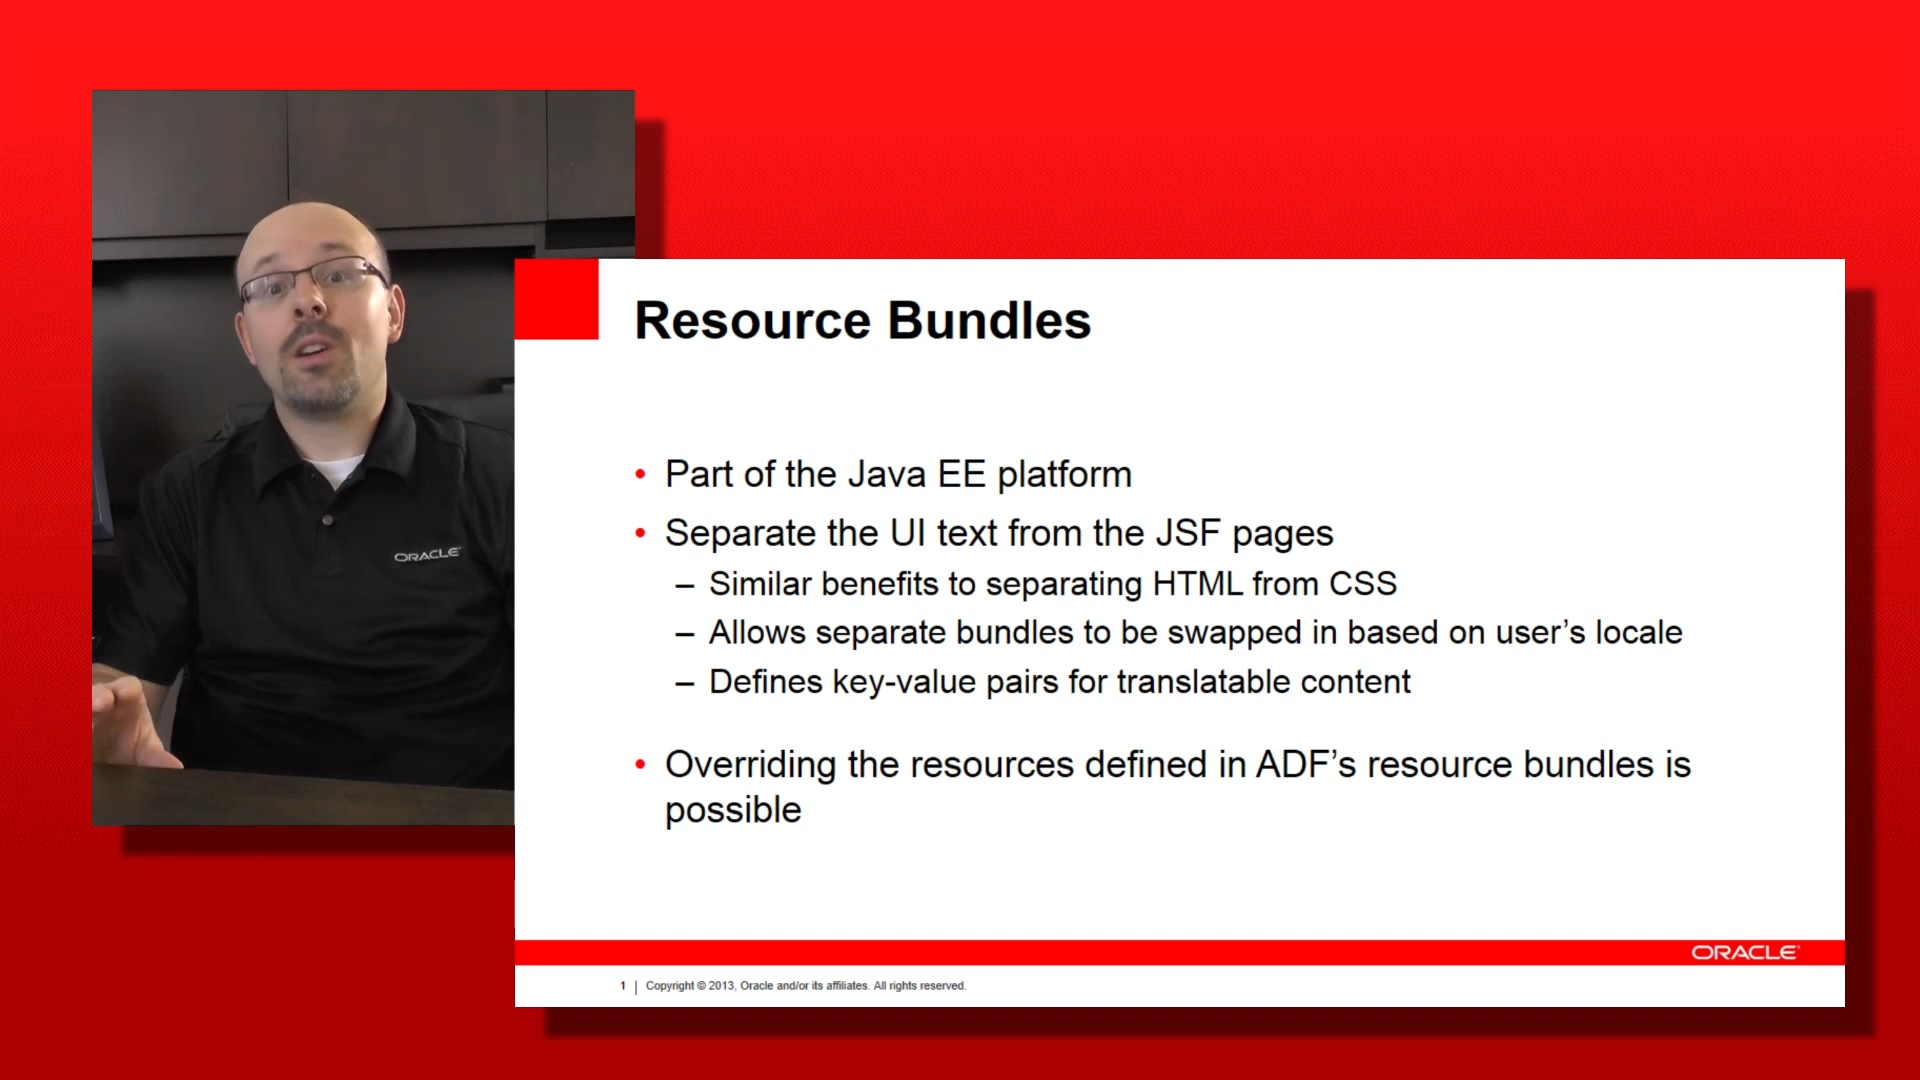 ORACLE
Resource Bundles
• Part of the Java EE platform
• Separate the UI text from the JSF pages
– Similar benefits to separating HTML from CSS
– Allows separate bundles to be swapped in based on user’s locale
– Defines key-value pairs for translatable content
• Overriding the resources defined in ADF’s resource bundles is
possible
ORACLE
1 | Copyright © 2013, Oracle and/or its affiliates. All rights reserved.